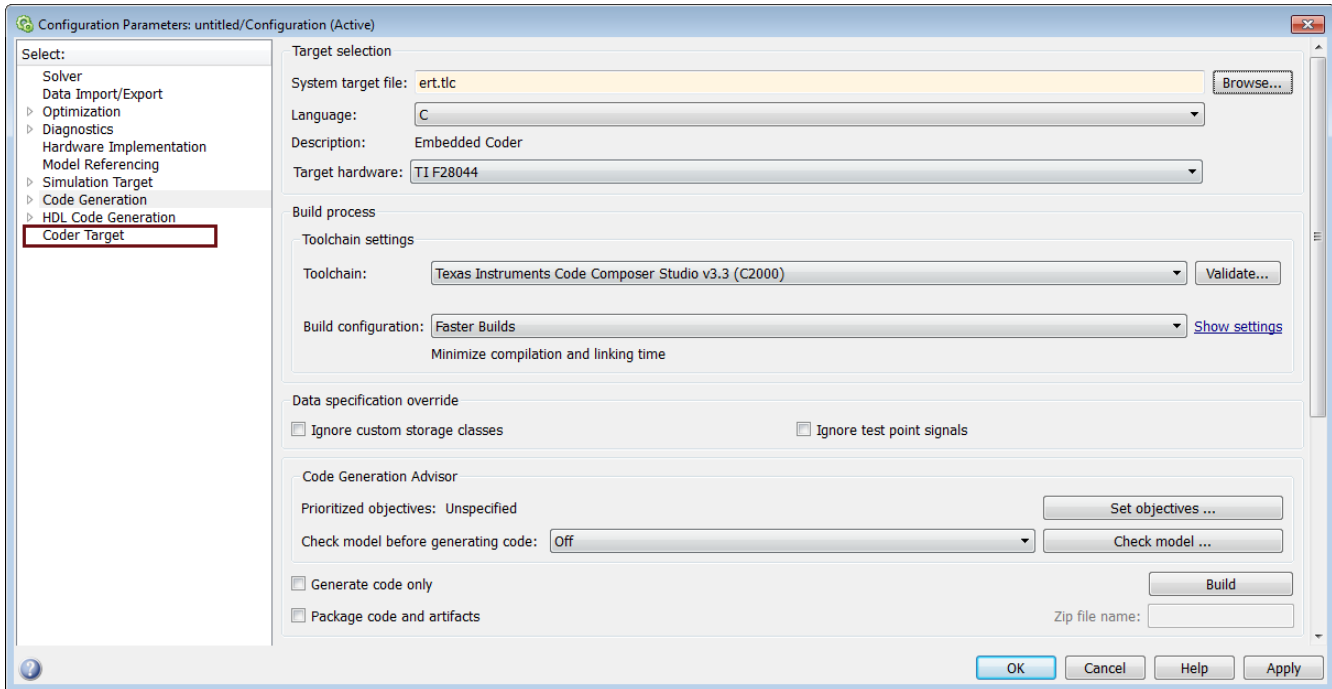 Configuration Parameters: untitled/Configuration (Active)
Select:
Solver
Data Import/Export
Optimization
Diagnostics
Hardware Implementation
Model Referencing
Simulation Target
Code Generation
HDL Code Generation
Coder Target
Target selection
System target file: ert.tlc Browse...
Language: C
Description: Embedded Coder
Target hardware: TI F28044
Build process
Toolchain settings
Toolchain: Texas Instruments Code Composer Studio v3.3 (C2000) Validate...
Build configuration: Faster Builds Show settings
Minimize compilation and linking time
Data specification override
Ignore custom storage classes Ignore test point signals
Code Generation Advisor
Prioritized objectives: Unspecified Set objectives ...
Check model before generating code: Off Check model ...
Generate code only Build
Package code and artifacts Zip file name:
OK Cancel Help Apply